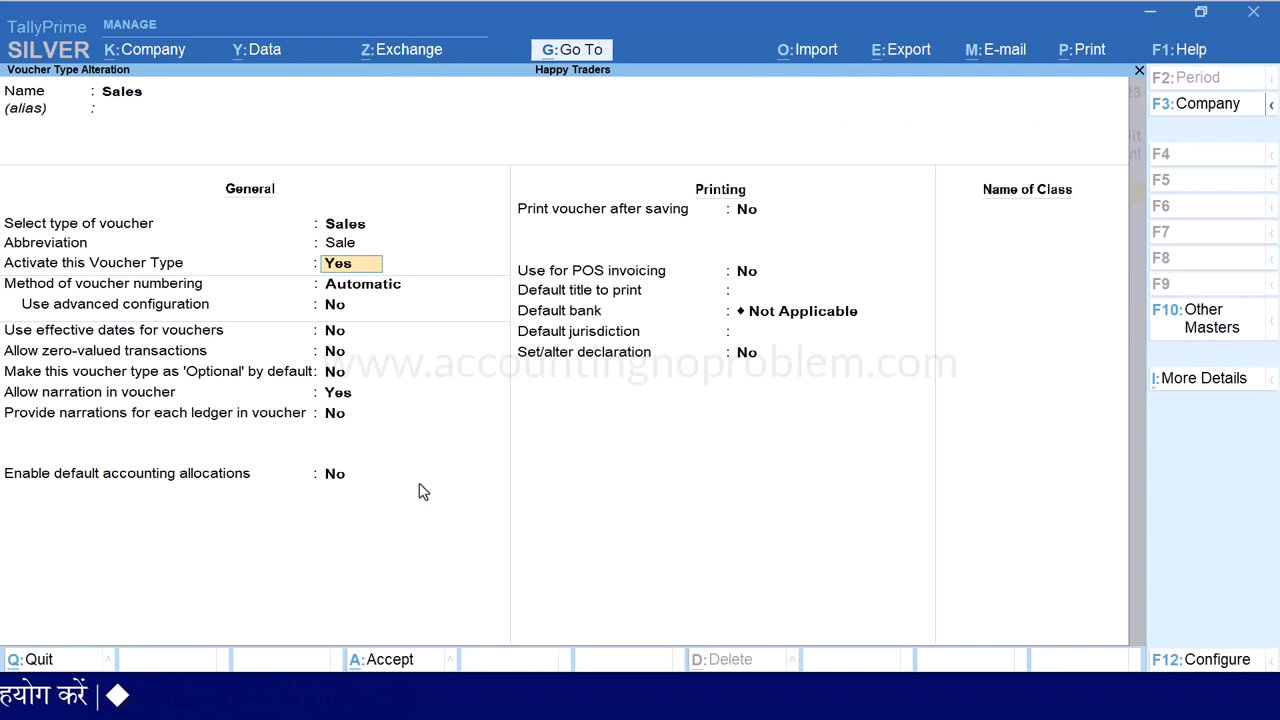 TallyPrime MANAGE
SILVER K:Company Y:Data Z:Exchange G:Go To O:Import E:Export M:E-mail P:Print F1:Help
Voucher Type Alteration Happy Traders
Name : Sales
(alias) :
General
Select type of voucher : Sales
Abbreviation : Sale
Activate this Voucher Type : Yes
Method of voucher numbering : Automatic
Use advanced configuration : No
Use effective dates for vouchers : No
Allow zero-valued transactions : No
Make this voucher type as 'Optional' by default: No
Allow narration in voucher : Yes
Provide narrations for each ledger in voucher : No
Enable default accounting allocations : No
Printing
Print voucher after saving : No
Use for POS invoicing : No
Default title to print :
Default bank : ♦ Not Applicable
Default jurisdiction :
Set/alter declaration : No
Name of Class
www.accountingnoproblem.com
F2:Period
F3:Company
F4
F5
F6
F7
F8
F9
F10:Other
Masters
I:More Details
Q:Quit A:Accept D:Delete F12:Configure
हयोग करें |◆